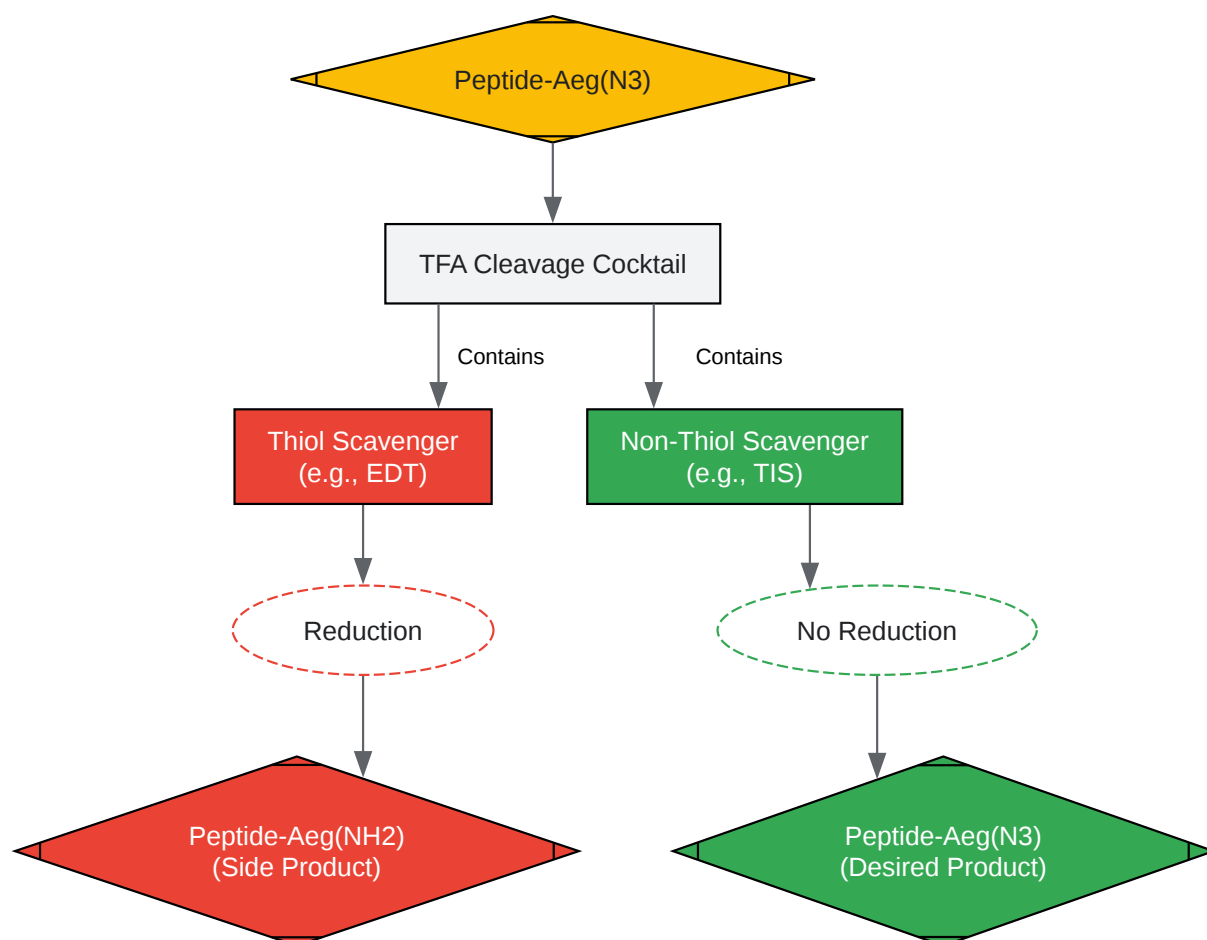 Peptide-Aeg(N3)
TFA Cleavage Cocktail
Contains
Contains
Thiol Scavenger
(e.g., EDT)
Non-Thiol Scavenger
(e.g., TIS)
Reduction
No Reduction
Peptide-Aeg(NH2)
(Side Product)
Peptide-Aeg(N3)
(Desired Product)